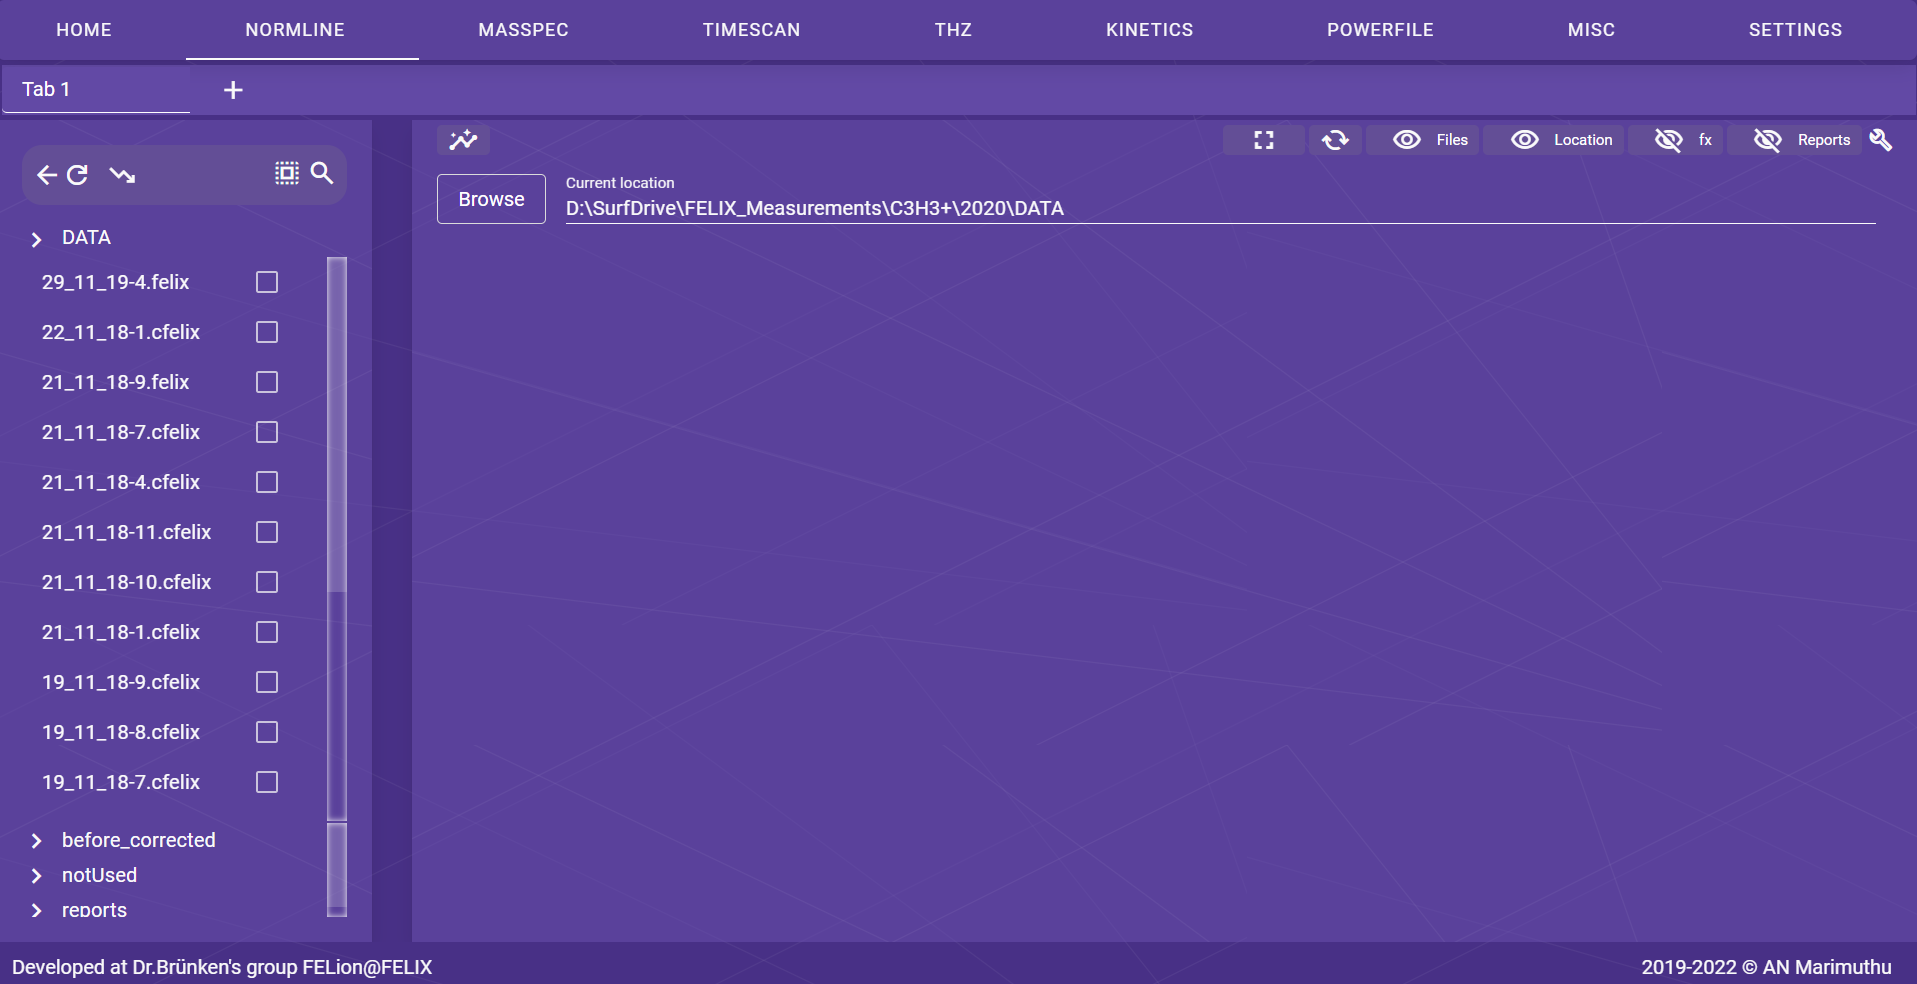 HOME NORMLINE MASSPEC TIMESCAN THZ KINETICS POWERFILE MISC SETTINGS
Tab 1 +
Files Location fx Reports
Browse
Current location
D:\SurfDrive\FELIX_Measurements\C3H3+\2020\DATA
DATA
29_11_19-4.felix
22_11_18-1.cfelix
21_11_18-9.felix
21_11_18-7.cfelix
21_11_18-4.cfelix
21_11_18-11.cfelix
21_11_18-10.cfelix
21_11_18-1.cfelix
19_11_18-9.cfelix
19_11_18-8.cfelix
19_11_18-7.cfelix
before_corrected
notUsed
reports
Developed at Dr.Brünken's group FELion@FELIX
2019-2022 © AN Marimuthu